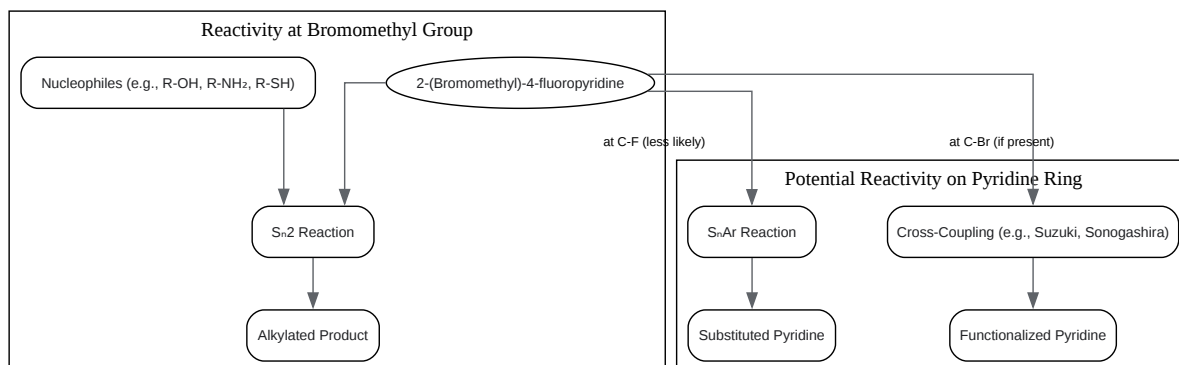 Reactivity at Bromomethyl Group
Nucleophiles (e.g., R-OH, R-NH₂, R-SH)
2-(Bromomethyl)-4-fluoropyridine
at C-F (less likely)
at C-Br (if present)
Potential Reactivity on Pyridine Ring
Sₙ2 Reaction
SₙAr Reaction
Cross-Coupling (e.g., Suzuki, Sonogashira)
Alkylated Product
Substituted Pyridine
Functionalized Pyridine